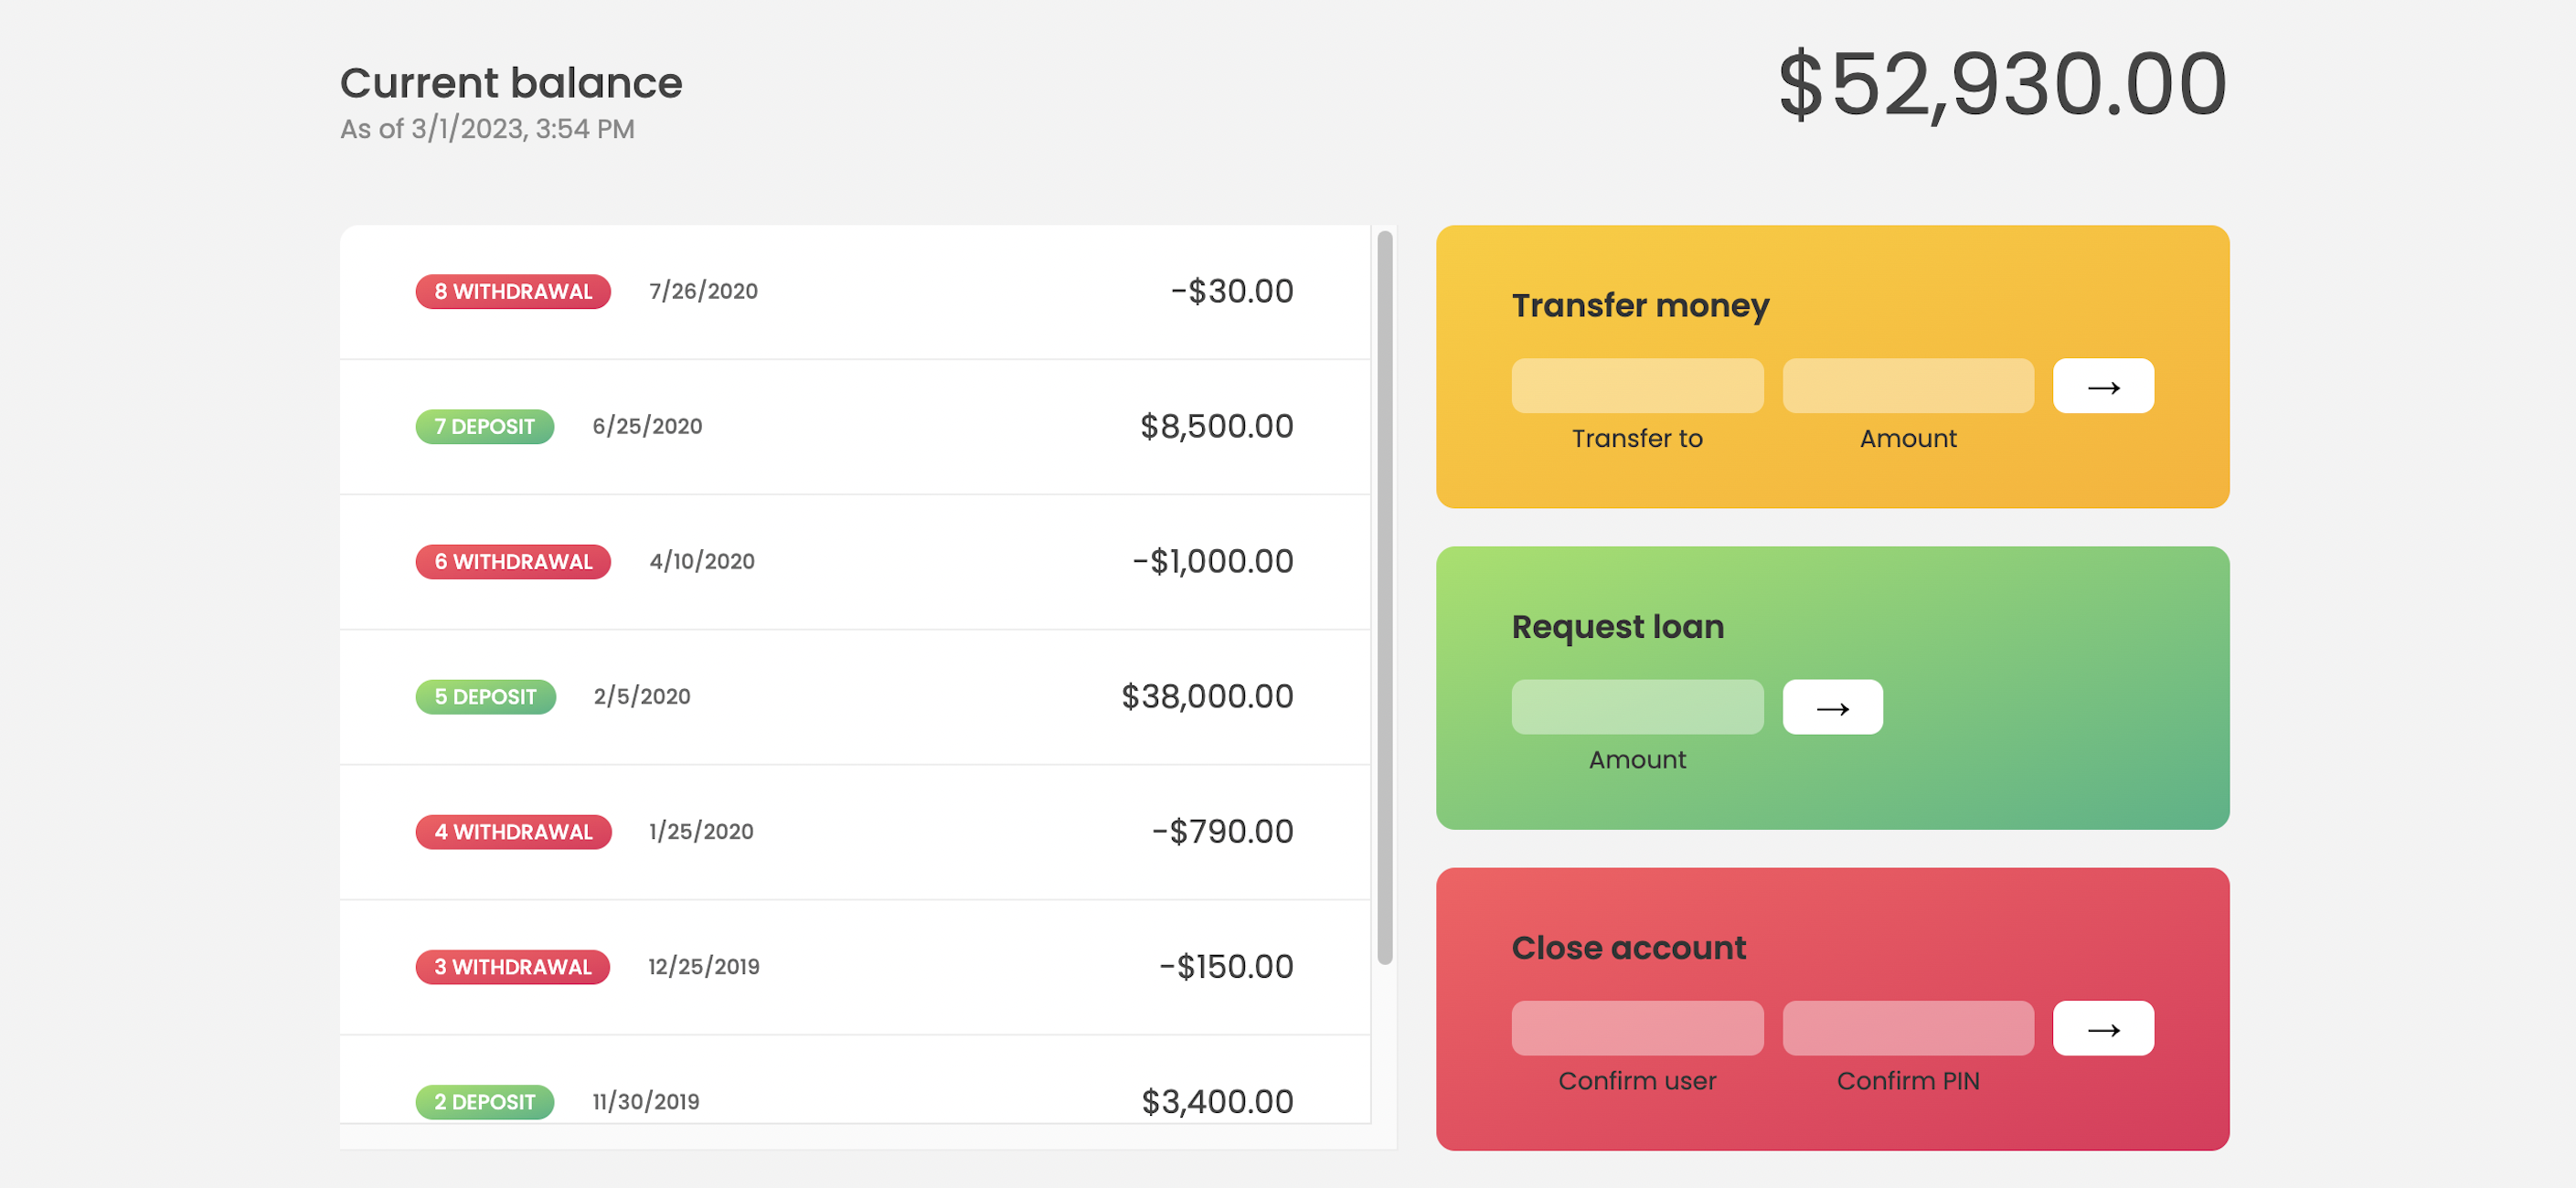 Current balance
As of 3/1/2023, 3:54 PM
$52,930.00
8 WITHDRAWAL 7/26/2020 -$30.00
7 DEPOSIT 6/25/2020 $8,500.00
6 WITHDRAWAL 4/10/2020 -$1,000.00
5 DEPOSIT 2/5/2020 $38,000.00
4 WITHDRAWAL 1/25/2020 -$790.00
3 WITHDRAWAL 12/25/2019 -$150.00
2 DEPOSIT 11/30/2019 $3,400.00
Transfer money
→
Transfer to Amount
Request loan
→
Amount
Close account
→
Confirm user Confirm PIN